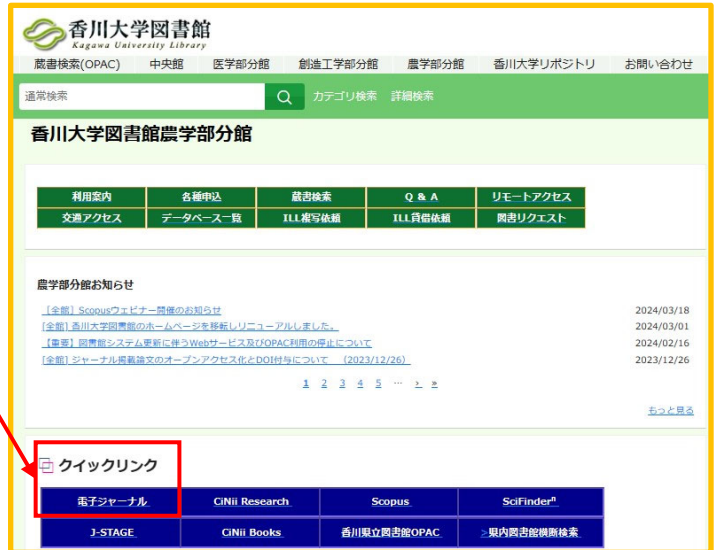 香川大学図書館
Kagawa University Library
蔵書検索(OPAC) 中央館 医学部分館 創造工学部分館 農学部分館 香川大学リポジトリ お問い合わせ
通常検索 カテゴリ検索 詳細検索
香川大学図書館農学部分館
利用案内 各種申込 蔵書検索 Q & A リモートアクセス
交通アクセス データベース一覧 ILL複写依頼 ILL貸借依頼 図書リクエスト
農学部分館お知らせ
[全館] Scopusウェビナー開催のお知らせ 2024/03/18
[全館] 香川大学図書館のホームページを移転しリニューアルしました。 2024/03/01
【重要】図書館システム更新に伴うWebサービス及びOPAC利用の停止について 2024/02/16
[全館] ジャーナル掲載論文のオープンアクセス化とDOI付与について (2023/12/26) 2023/12/26
1 2 3 4 5 … › »
もっと見る
クイックリンク
電子ジャーナル CiNii Research Scopus SciFinderⁿ
J-STAGE CiNii Books 香川県立図書館OPAC >県内図書館横断検索